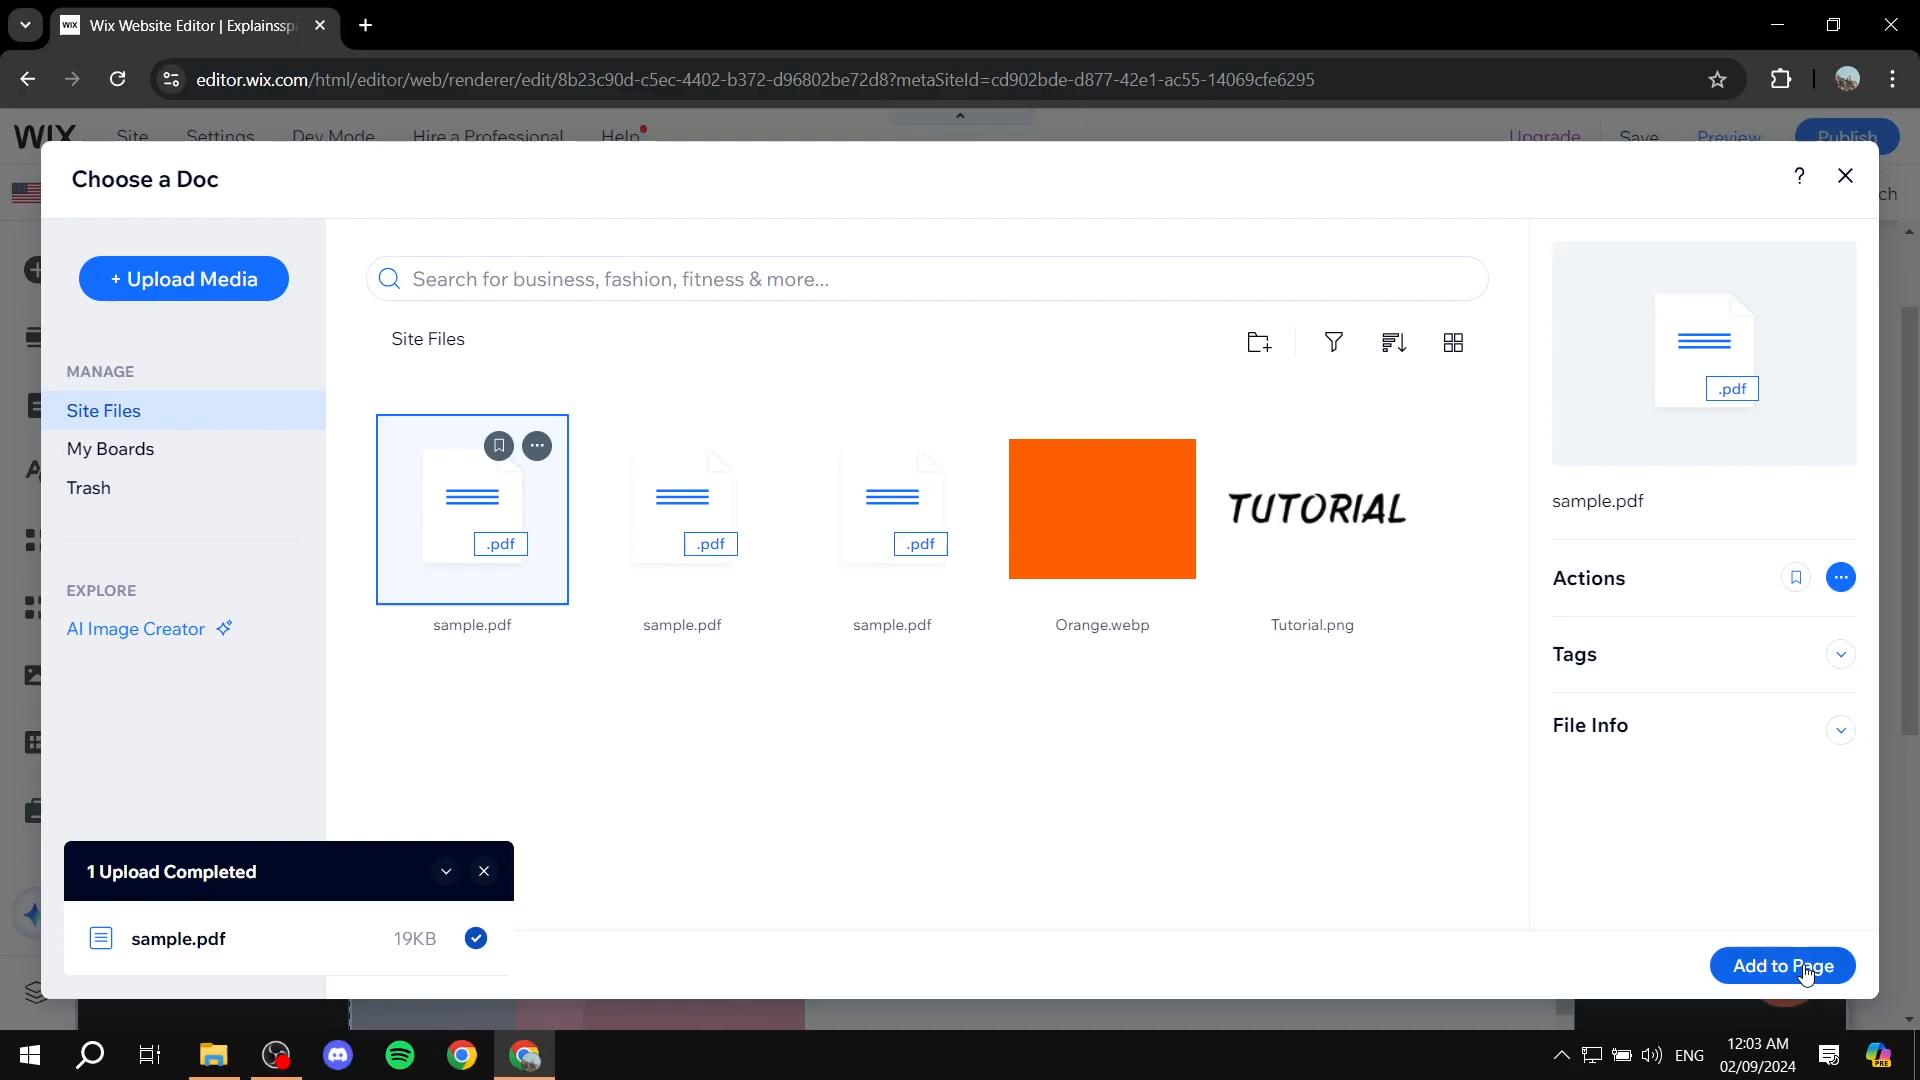 WIX Wix Website Editor | Explainssp
editor.wix.com/html/editor/web/renderer/edit/8b23c90d-c5ec-4402-b372-d96802be72d8?metaSiteId=cd902bde-d877-42e1-ac55-14069cfe6295
WIX Site Settings Dev Mode Hire a Professional Help Upgrade Save Preview Publish
Choose a Doc
?
ch
+ Upload Media
Search for business, fashion, fitness & more...
Site Files
MANAGE
Site Files
My Boards
Trash
EXPLORE
AI Image Creator
.pdf
.pdf
.pdf
TUTORIAL
sample.pdf
sample.pdf
sample.pdf
Orange.webp
Tutorial.png
.pdf
sample.pdf
Actions
Tags
File Info
1 Upload Completed
sample.pdf 19KB
Add to Page
ENG
12:03 AM
02/09/2024
PRE